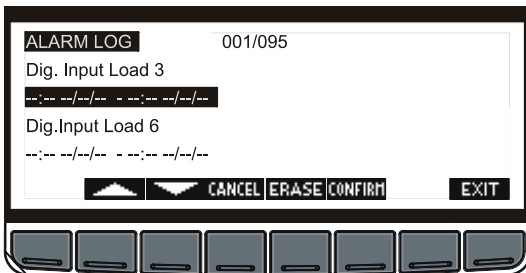 ALARM LOG 001/095
Dig. Input Load 3
--:-- --/--/-- - --:-- --/--/--
Dig.Input Load 6
--:-- --/--/-- - --:-- --/--/--
CANCEL ERASE CONFIRM EXIT